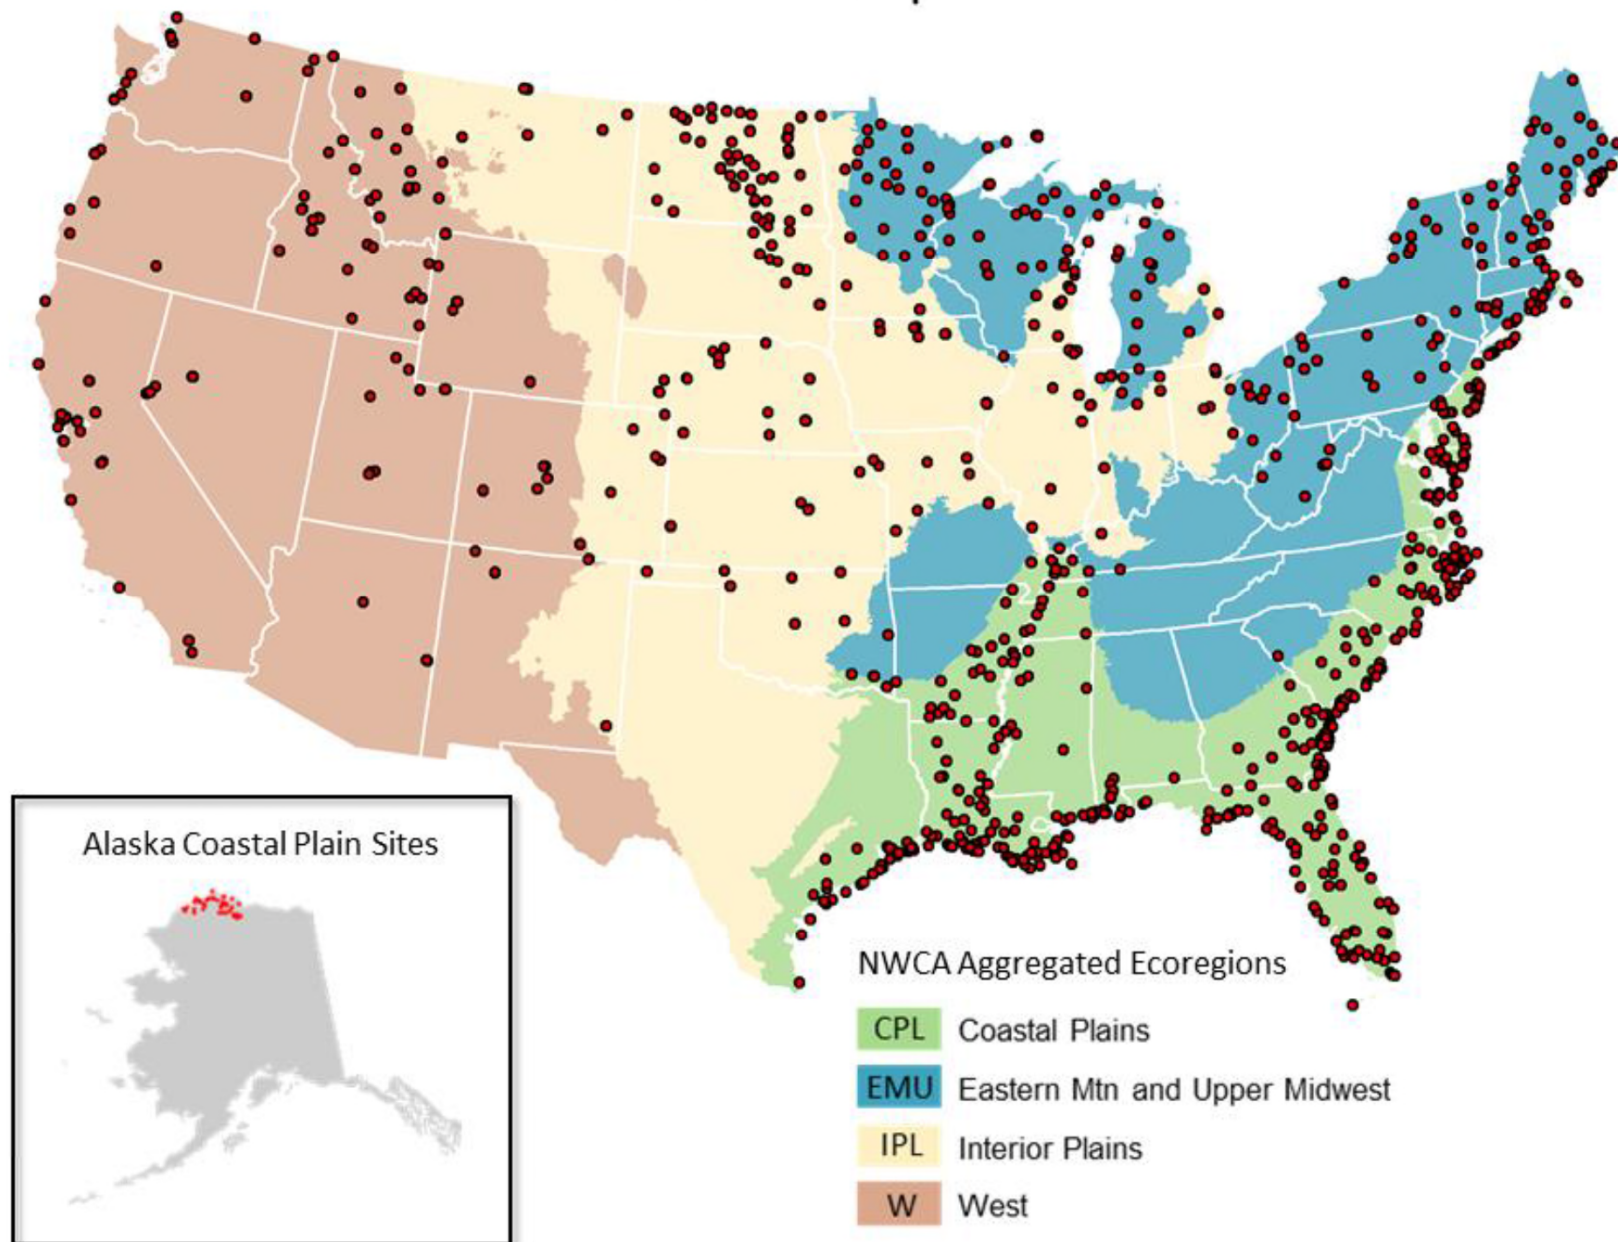 Alaska Coastal Plain Sites
NWCA Aggregated Ecoregions
CPL Coastal Plains
EMU Eastern Mtn and Upper Midwest
IPL Interior Plains
W West